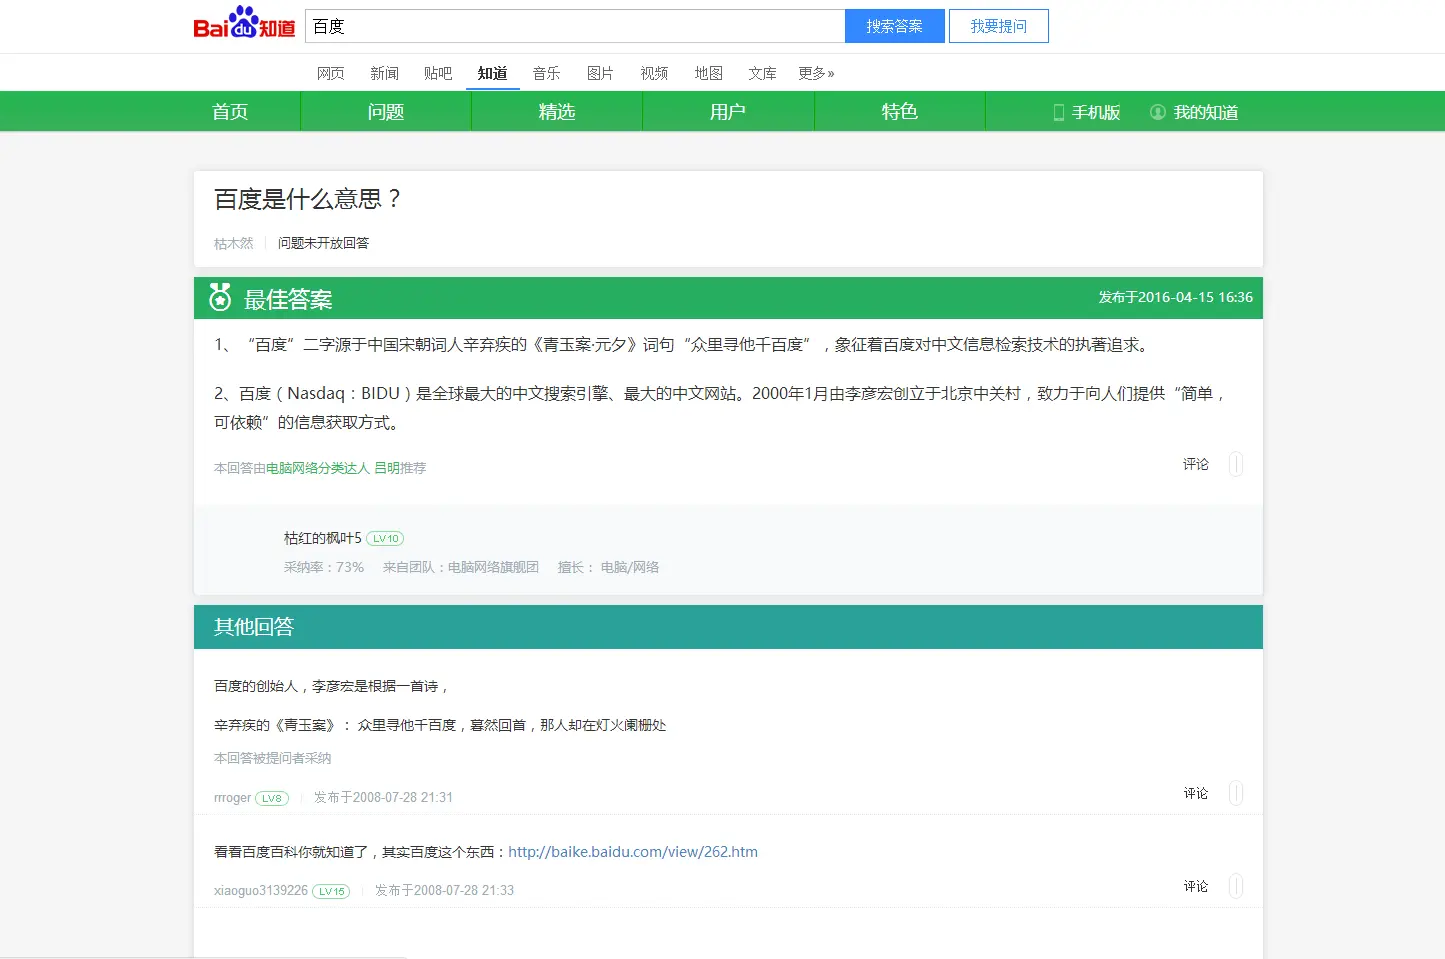 Bai du 知道
百度
搜索答案
我要提问
网页 新闻 贴吧 知道 音乐 图片 视频 地图 文库 更多»
首页 问题 精选 用户 特色 手机版 我的知道
百度是什么意思？
枯木然 问题未开放回答
最佳答案 发布于2016-04-15 16:36
1、“百度”二字源于中国宋朝词人辛弃疾的《青玉案·元夕》词句“众里寻他千百度”，象征着百度对中文信息检索技术的执著追求。
2、百度（Nasdaq：BIDU）是全球最大的中文搜索引擎、最大的中文网站。2000年1月由李彦宏创立于北京中关村，致力于向人们提供“简单，
可依赖”的信息获取方式。
本回答由电脑网络分类达人 吕明推荐 评论
枯红的枫叶5 LV10
采纳率：73% 来自团队：电脑网络旗舰团 擅长： 电脑/网络
其他回答
百度的创始人，李彦宏是根据一首诗，
辛弃疾的《青玉案》： 众里寻他千百度，暮然回首，那人却在灯火阑栅处
本回答被提问者采纳
rrroger LV8 发布于2008-07-28 21:31 评论
看看百度百科你就知道了，其实百度这个东西：http://baike.baidu.com/view/262.htm
xiaoguo3139226 LV15 发布于2008-07-28 21:33 评论